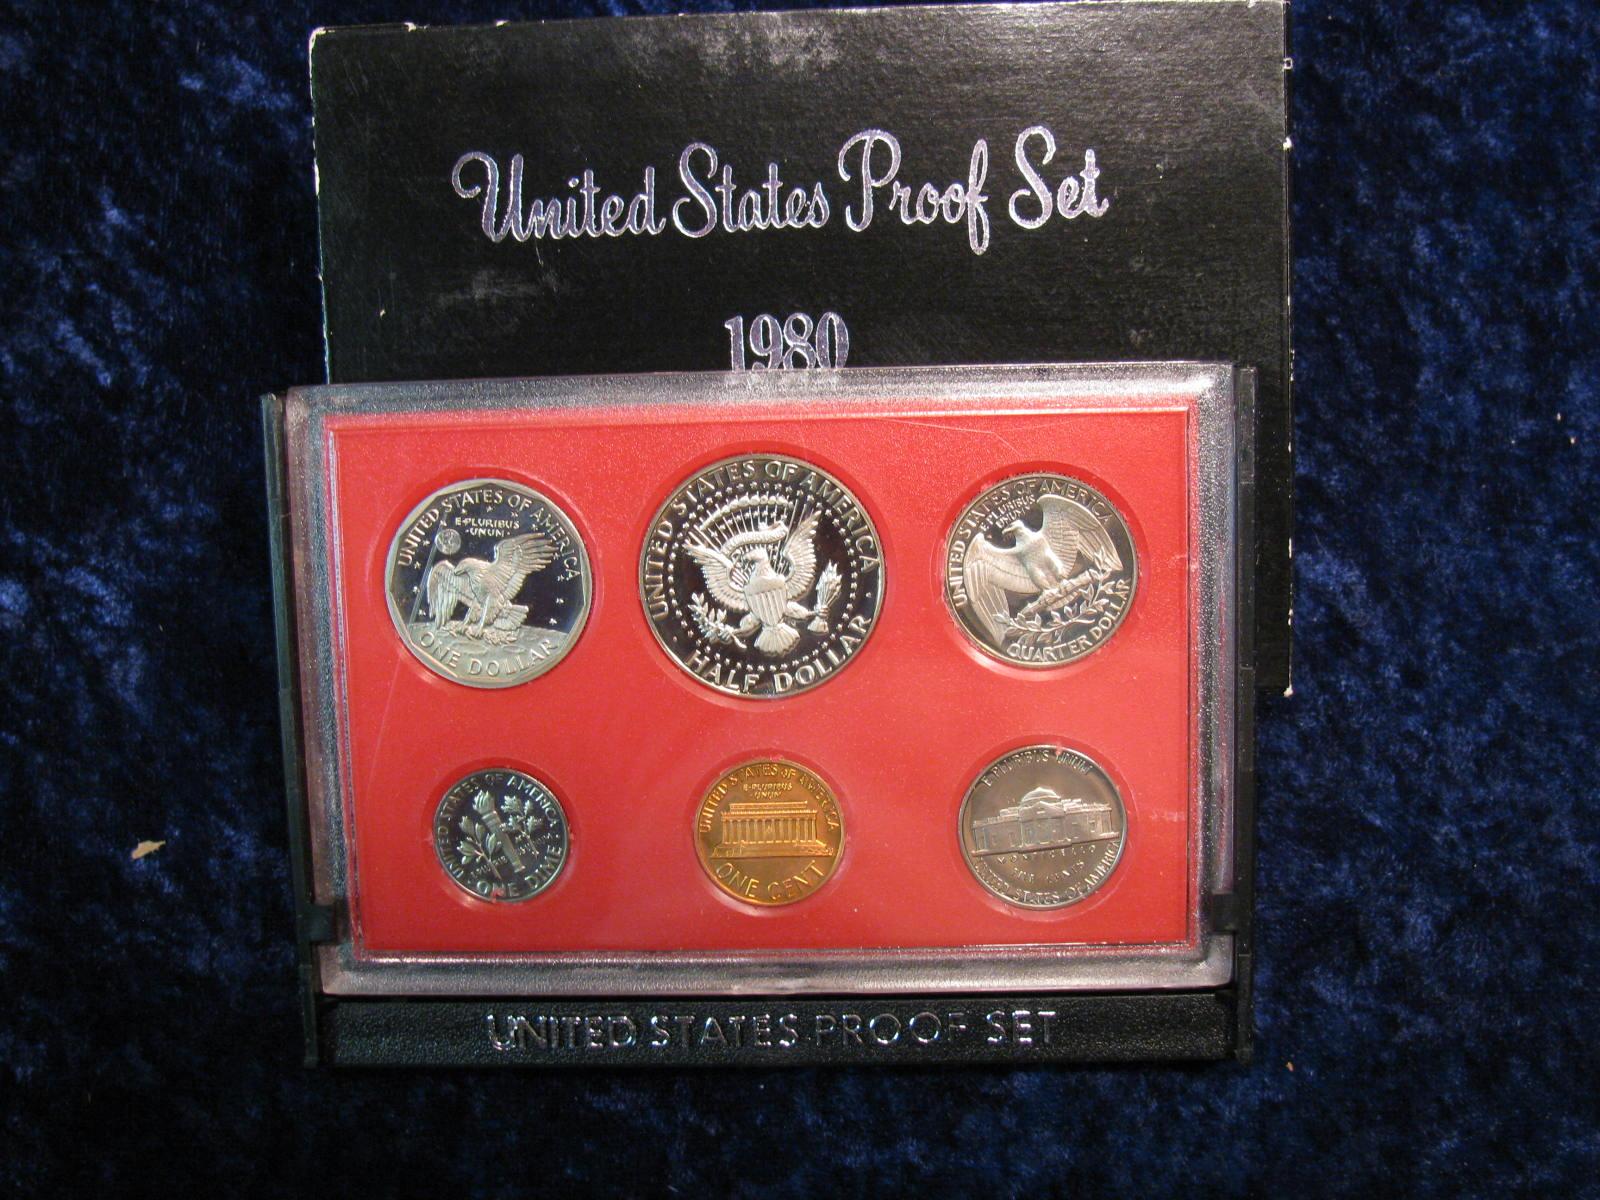 United States Proof Set
1980
UNITED STATES OF AMERICA
E·PLURIBUS
·UNUM·
ONE DOLLAR
UNITED STATES OF AMERICA
HALF DOLLAR
UNITED STATES OF AMERICA
E·PLURIBUS
UNUM
QUARTER DOLLAR
UNITED STATES OF AMERICA
ONE DIME
UNITED STATES OF AMERICA
E·PLURIBUS
UNUM
ONE CENT
E PLURIBUS UNUM
MONTICELLO
FIVE CENTS
UNITED STATES OF AMERICA
UNITED STATES PROOF SET